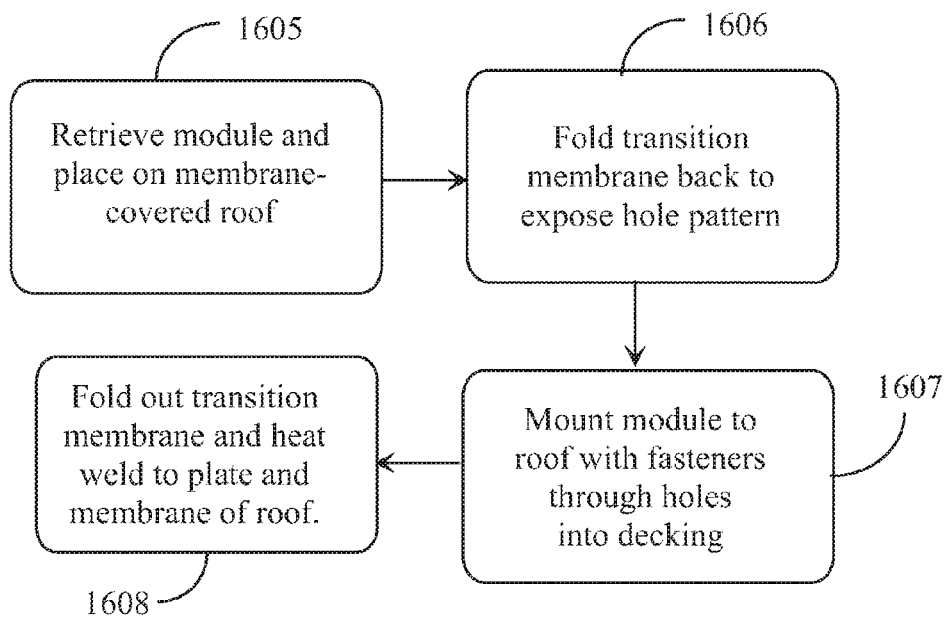 1605
Retrieve module and
place on membrane-
covered roof
1606
Fold transition
membrane back to
expose hole pattern
1607
Mount module to
roof with fasteners
through holes
into decking
Fold out transition
membrane and heat
weld to plate and
membrane of roof.
1608